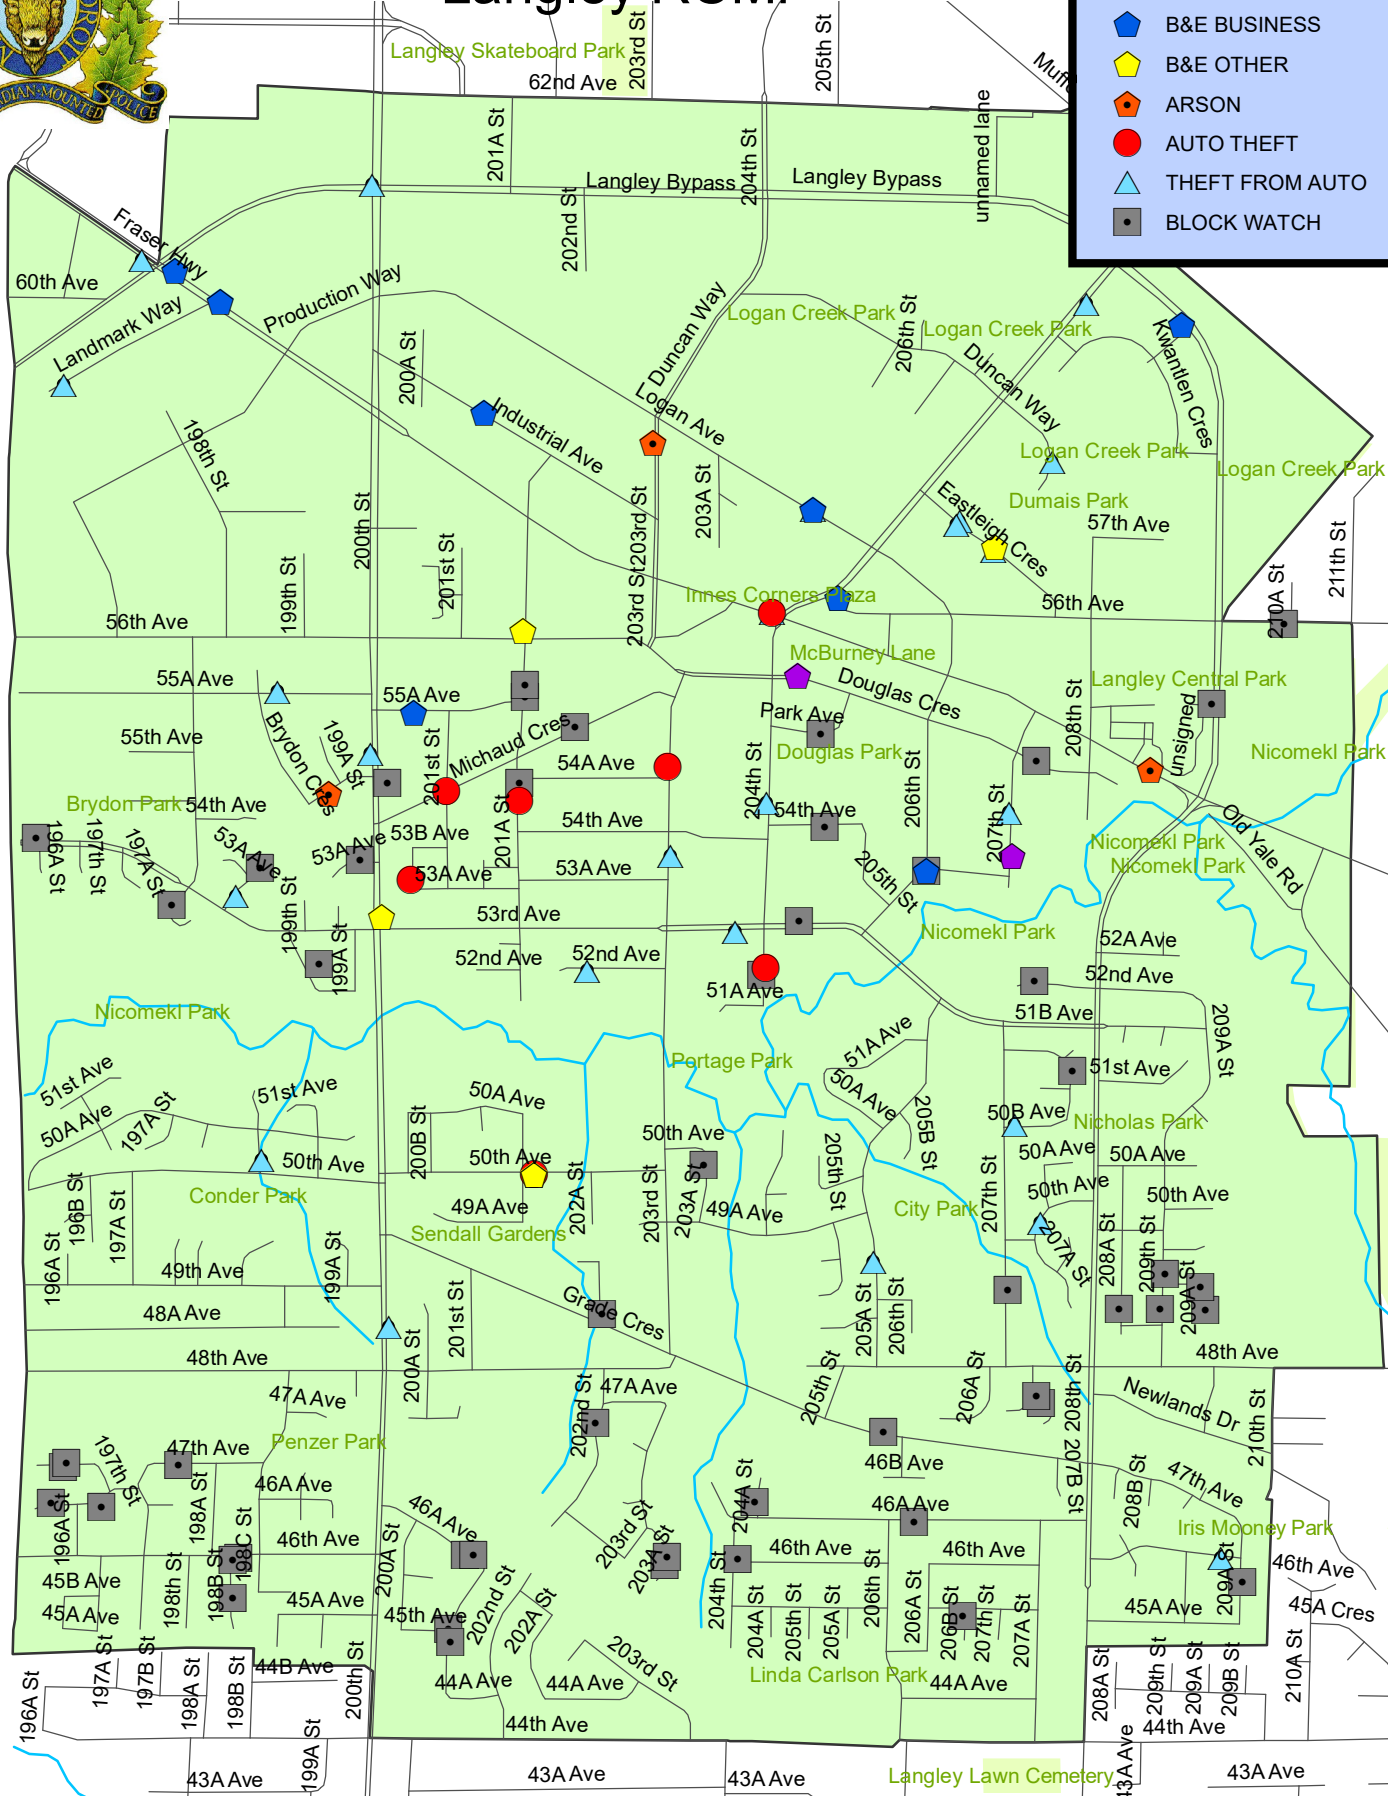 B&E BUSINESS
B&E OTHER
ARSON
AUTO THEFT
THEFT FROM AUTO
BLOCK WATCH
Langley Skateboard Park
62nd Ave
203rd St
205th St
201A St
204th St
unnamed lane
Langley Bypass
Langley Bypass
202nd St
Fraser Hwy
60th Ave
Landmark Way
Production Way
200A St
Duncan Way
Logan Creek Park
206th St
Logan Creek Park
Duncan Way
Kwantlen Cres
Logan Ave
Industrial Ave
198th St
200th St
203A St
Logan Creek Park
Logan Creek Park
Dumais Park
Eastleigh Cres
57th Ave
211th St
203rd St
203rd St
201st St
199th St
Innes Corners Plaza
56th Ave
56th Ave
210A St
McBurney Lane
55A Ave
55A Ave
Douglas Cres
Langley Central Park
208th St
unsigned
Park Ave
Douglas Park
Nicomekl Park
55th Ave
Brydon Cres
199A St
201st St
Michaud Cres
54A Ave
204th St
206th St
207th St
Brydon Park
54th Ave
54th Ave
54th Ave
53B Ave
201A St
Old Yale Rd
196A St
197th St
197A St
53A Ave
53A Ave
53A Ave
53A Ave
205th St
Nicomekl Park
Nicomekl Park
199th St
199A St
53rd Ave
Nicomekl Park
52A Ave
52nd Ave
52nd Ave
52nd Ave
51A Ave
51B Ave
209A St
Nicomekl Park
51A Ave
Portage Park
51st Ave
51st Ave
51st Ave
50A Ave
50A Ave
50A Ave
197A St
200B St
205B St
50B Ave
Nicholas Park
50th Ave
50th Ave
50th Ave
50A Ave
50A Ave
Conder Park
196B St
197A St
202A St
203rd St
203A St
205th St
207th St
50th Ave
50th Ave
49A Ave
49A Ave
City Park
Sendall Gardens
207A St
208A St
209th St
209A St
196A St
49th Ave
199A St
201st St
48A Ave
Grade Cres
205A St
206th St
48th Ave
200A St
48th Ave
47A Ave
47A Ave
202nd St
205th St
206A St
208th St
207B St
Newlands Dr
210th St
Penzer Park
47th Ave
197th St
46A Ave
46A Ave
46B Ave
46A Ave
204A St
208B St
47th Ave
196A St
198A St
198C St
46th Ave
200A St
203rd St
203A St
46th Ave
46th Ave
Iris Mooney Park
46th Ave
45B Ave
45A Ave
198th St
198B St
45A Ave
45th Ave
202nd St
202A St
204th St
204A St
205th St
205A St
206th St
206A St
206B St
207th St
207A St
45A Ave
209A St
45A Cres
203rd St
Linda Carlson Park
196A St
197A St
197B St
198A St
198B St
44B Ave
200th St
44A Ave
44A Ave
44A Ave
208A St
209th St
209A St
209B St
210A St
44th Ave
44th Ave
43A Ave
199A St
43A Ave
43A Ave
Langley Lawn Cemetery
43A Ave
43A Ave